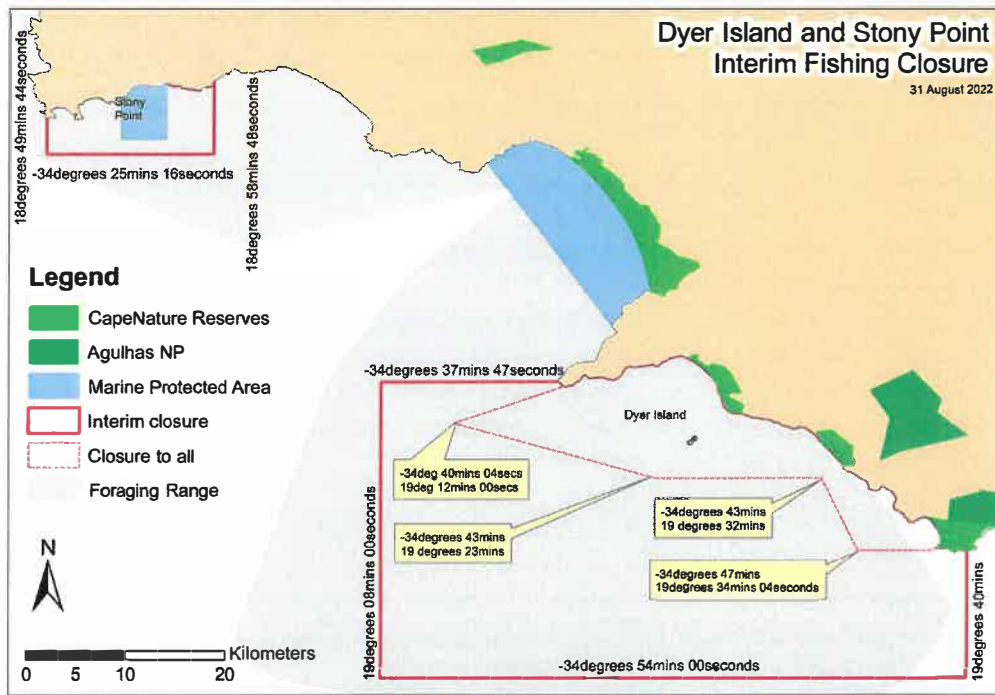 Dyer Island and Stony Point
Interim Fishing Closure
31 August 2022
18degrees 49mins 44seconds
Stony
Point
-34degrees 25mins 16seconds
18degrees 58mins 48seconds
Legend
CapeNature Reserves
Agulhas NP
Marine Protected Area
Interim closure
Closure to all
Foraging Range
N
0 5 10 20 Kilometers
-34degrees 37mins 47seconds
Dyer Island
-34deg 40mins 04secs
19deg 12mins 00secs
-34degrees 43mins
19 degrees 23mins
-34degrees 43mins
19 degrees 32mins
-34degrees 47mins
19degrees 34mins 04seconds
19degrees 08mins 00seconds
-34degrees 54mins 00seconds
19degrees 40mins